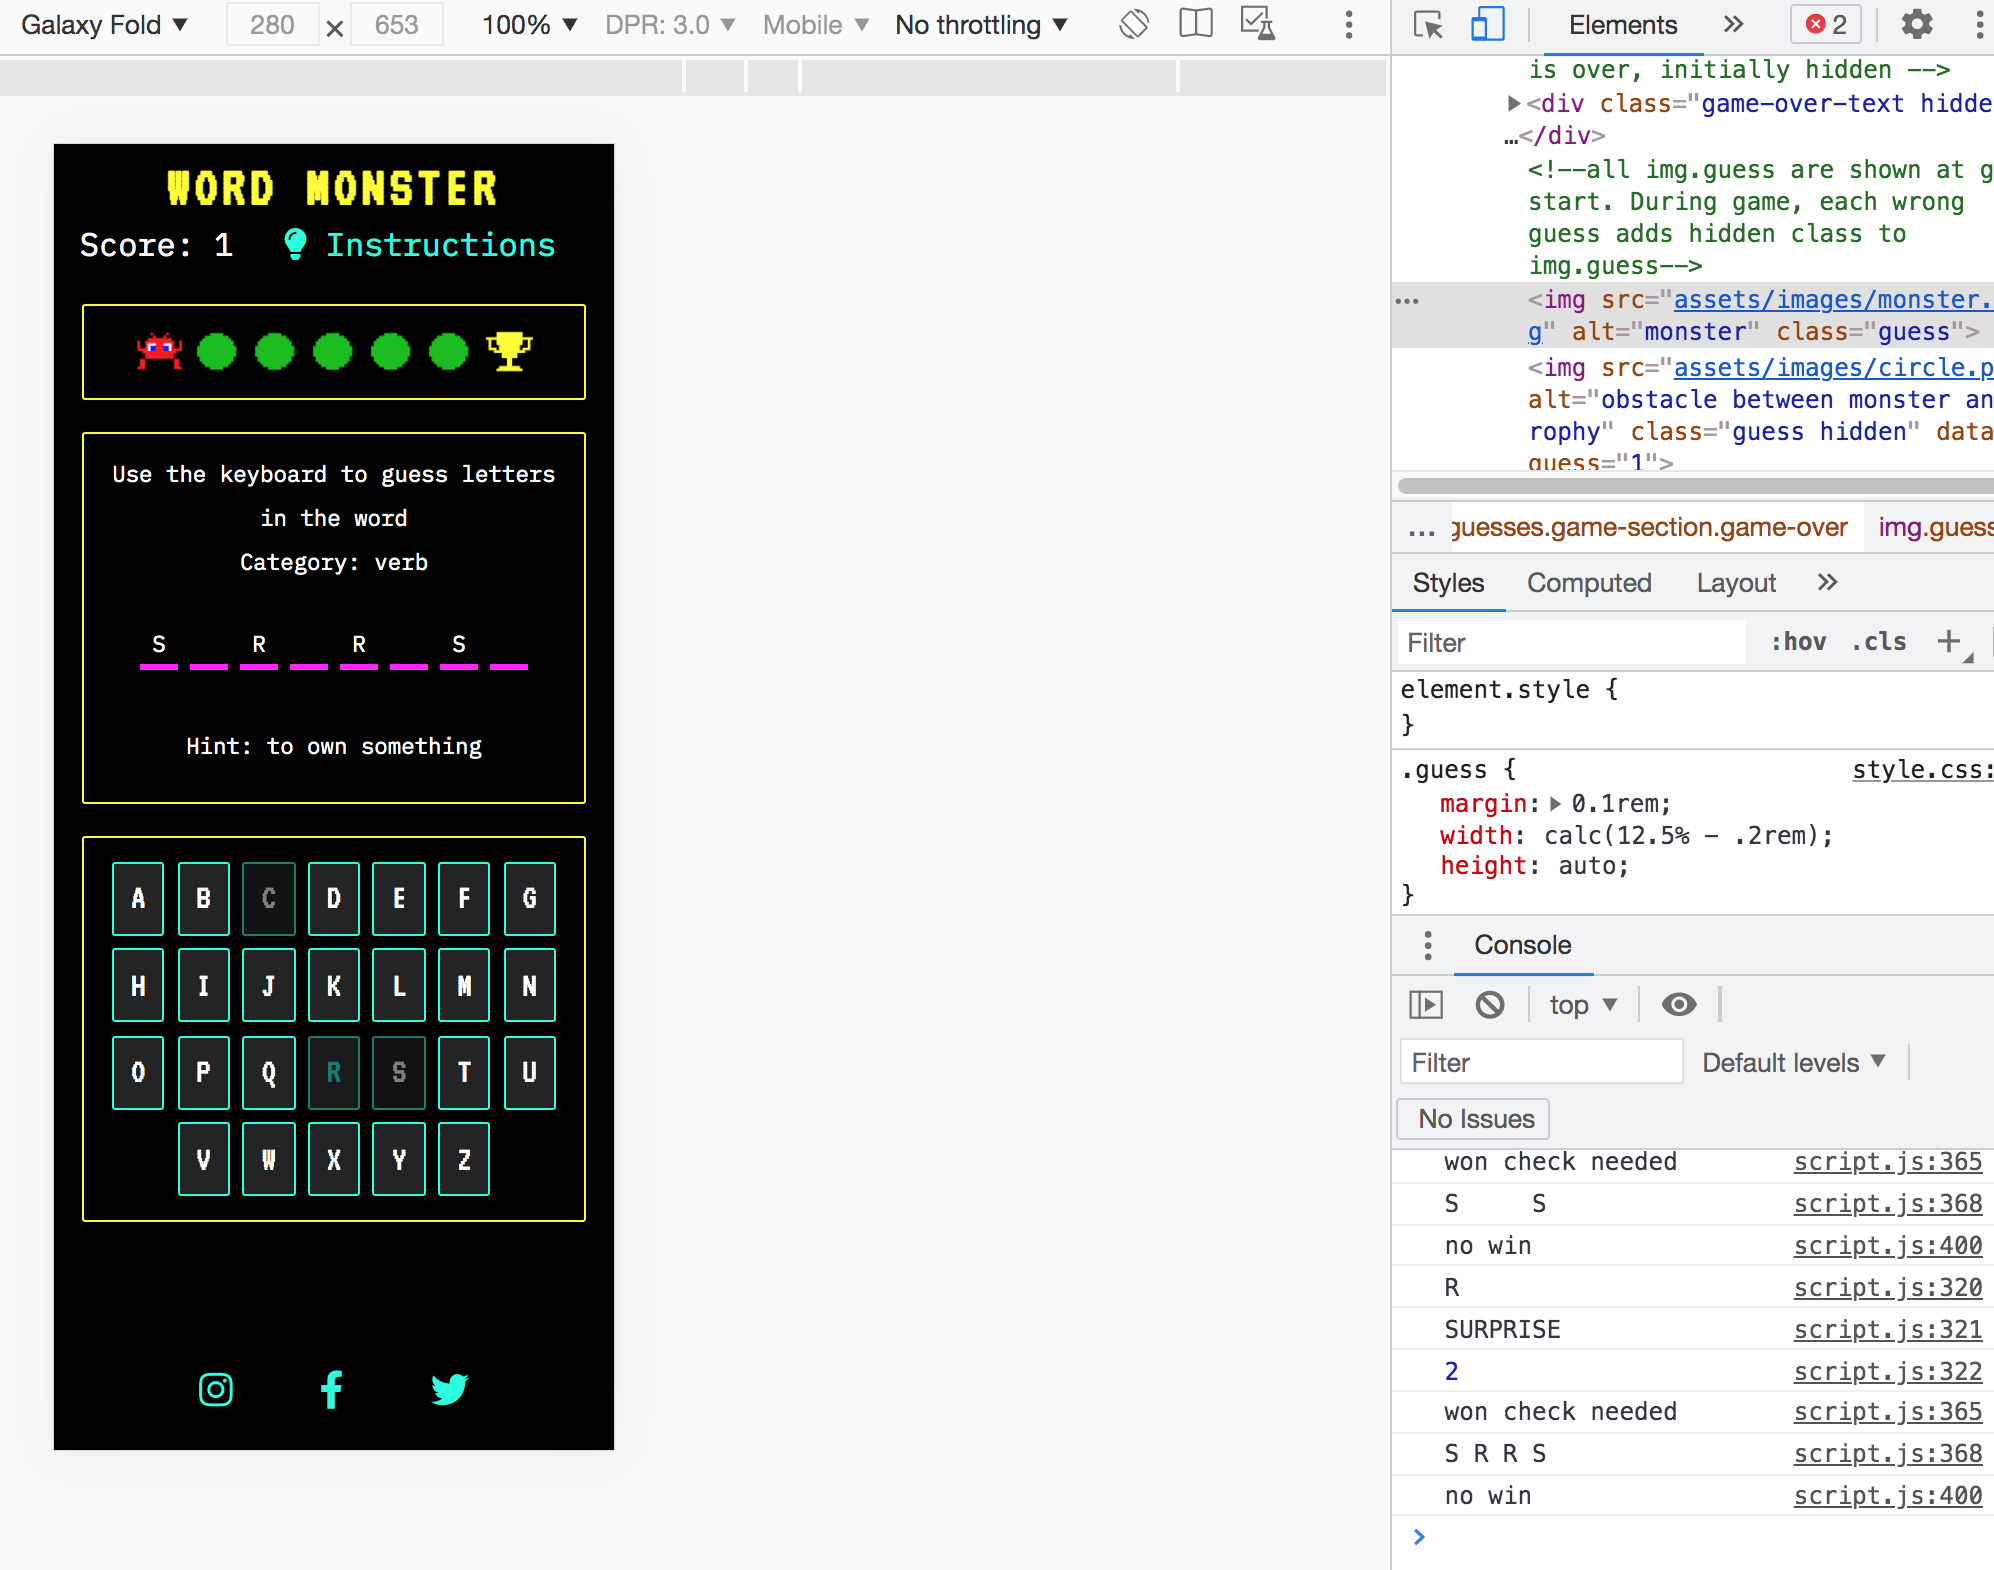 Galaxy Fold ▼ 280 × 653 100% ▼ DPR: 3.0 ▼ Mobile ▼ No throttling ▼
WORD MONSTER
Score: 1 Instructions
Use the keyboard to guess letters
in the word
Category: verb
S R R S
Hint: to own something
A B C D E F G
H I J K L M N
O P Q R S T U
V W X Y Z
Elements » 2
is over, initially hidden -->
▶<div class="game-over-text hidde
…</div>
<!--all img.guess are shown at g
start. During game, each wrong
guess adds hidden class to
img.guess-->
… <img src="assets/images/monster.
g" alt="monster" class="guess">
<img src="assets/images/circle.p
alt="obstacle between monster an
rophy" class="guess hidden" data
guess="1">
… guesses.game-section.game-over img.guess
Styles Computed Layout »
Filter :hov .cls +
element.style {
}
.guess { style.css:
margin: ▶ 0.1rem;
width: calc(12.5% - .2rem);
height: auto;
}
Console
top ▼
Filter Default levels ▼
No Issues
won check needed script.js:365
S     S script.js:368
no win script.js:400
R script.js:320
SURPRISE script.js:321
2 script.js:322
won check needed script.js:365
S R R S script.js:368
no win script.js:400
>